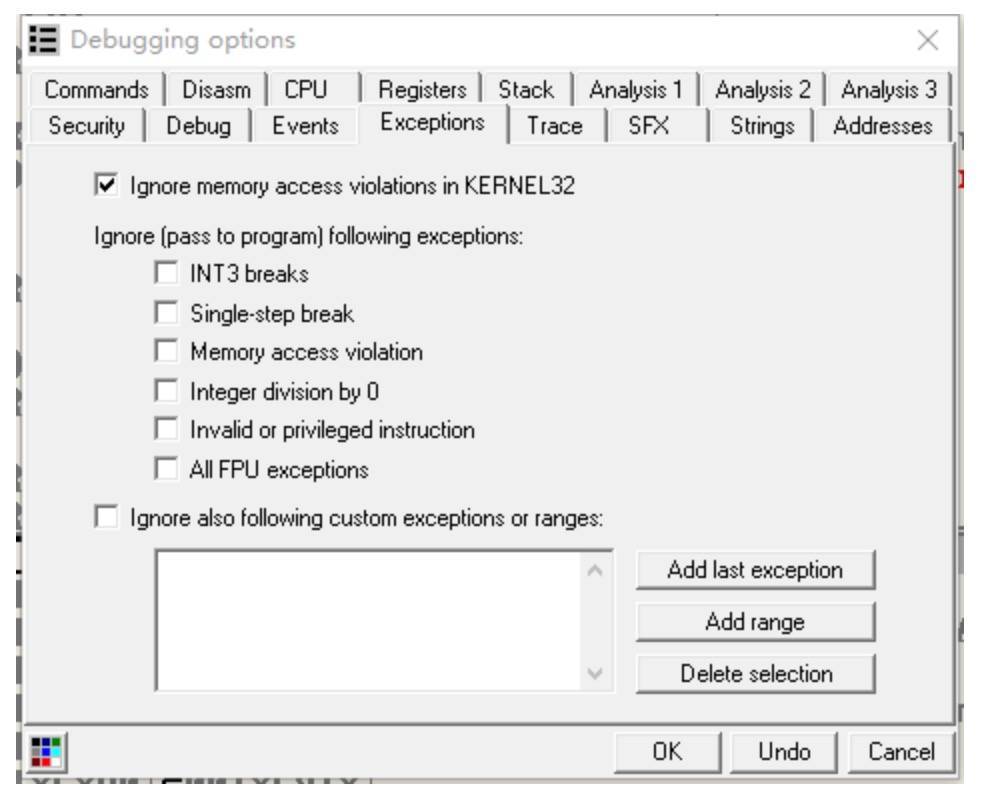 Debugging options
Commands Disasm CPU Registers Stack Analysis 1 Analysis 2 Analysis 3
Security Debug Events Exceptions Trace SFX Strings Addresses
Ignore memory access violations in KERNEL32
Ignore (pass to program) following exceptions:
INT3 breaks
Single-step break
Memory access violation
Integer division by 0
Invalid or privileged instruction
All FPU exceptions
Ignore also following custom exceptions or ranges:
Add last exception
Add range
Delete selection
OK Undo Cancel